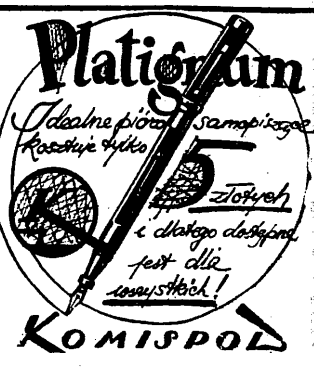 Platignum
Idealne pióro samopiszące
kosztuje tylko
5
złotych
i dlatego dostępne
jest dla
wszystkich!
KOMISPOL